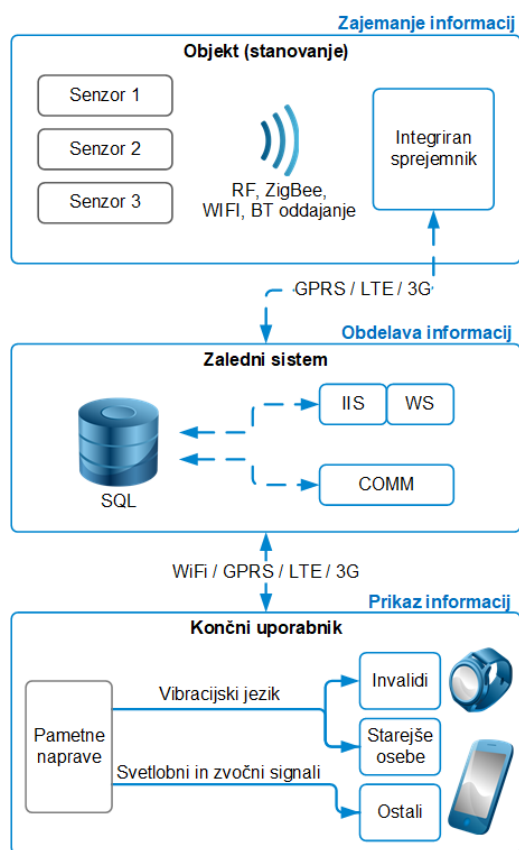 Zajemanje informacij
Objekt (stanovanje)
Senzor 1
Senzor 2
Senzor 3
RF, ZigBee,
WIFI, BT oddajanje
Integriran
sprejemnik
GPRS / LTE / 3G
Obdelava informacij
Zaledni sistem
SQL
IIS
WS
COMM
WiFi / GPRS / LTE / 3G
Prikaz informacij
Končni uporabnik
Pametne
naprave
Vibracijski jezik
Svetlobni in zvočni signali
Invalidi
Starejše
osebe
Ostali